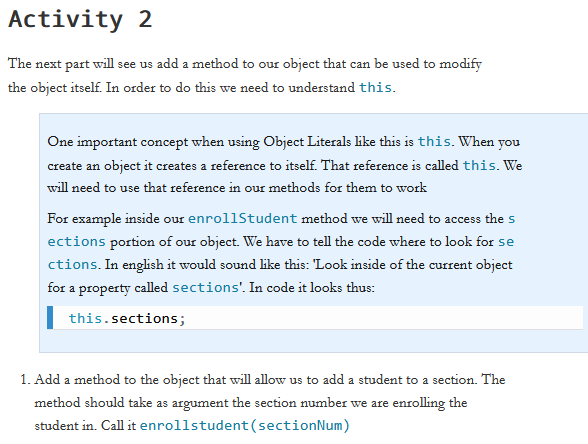 Activity 2
The next part will see us add a method to our object that can be used to modify
the object itself. In order to do this we need to understand this.
One important concept when using Object Literals like this is this. When you
create an object it creates a reference to itself. That reference is called this. We
will need to use that reference in our methods for them to work
For example inside our enrollStudent method we will need to access the s
ections portion of our object. We have to tell the code where to look for se
ctions. In english it would sound like this: 'Look inside of the current object
for a property called sections'. In code it looks thus:
this.sections;
1. Add a method to the object that will allow us to add a student to a section. The
method should take as argument the section number we are enrolling the
student in. Call it enrollstudent(sectionNum)